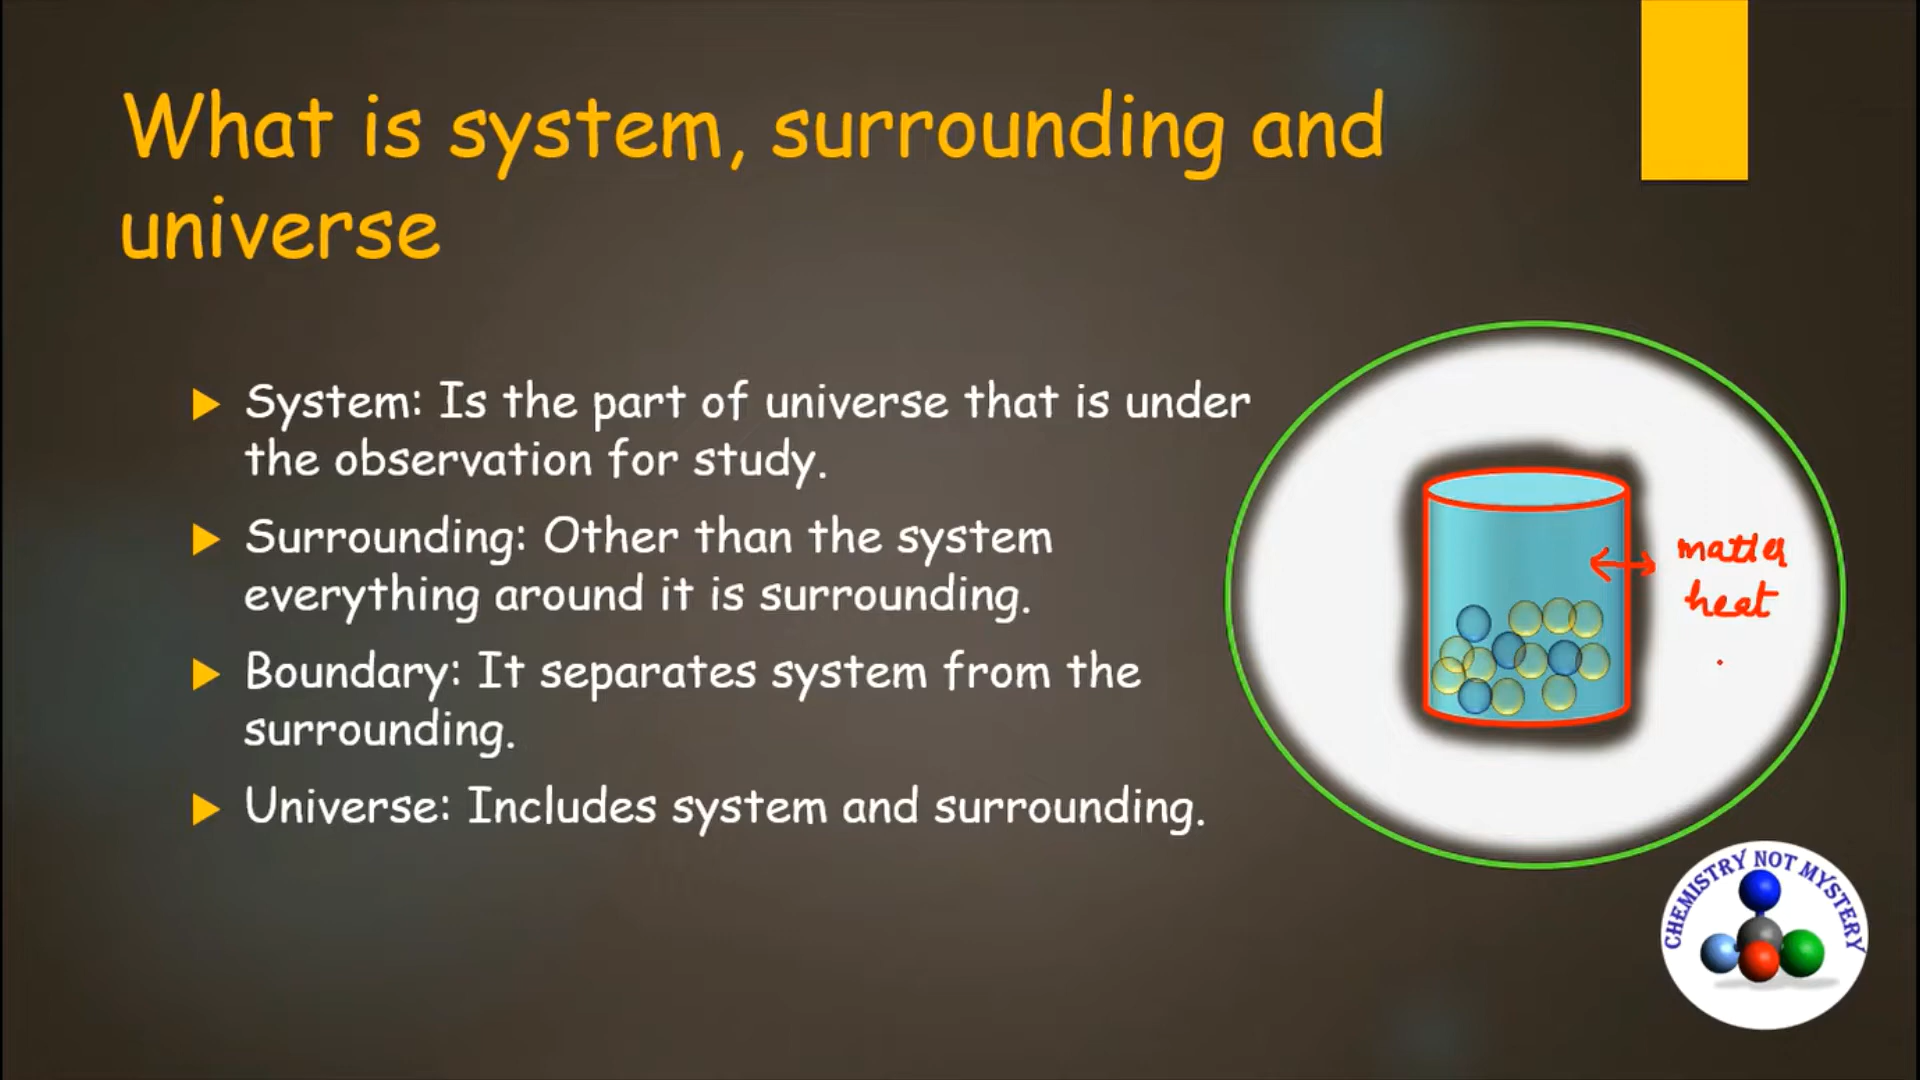 What is system, surrounding and
universe
System: Is the part of universe that is under
the observation for study.
Surrounding: Other than the system
everything around it is surrounding.
Boundary: It separates system from the
surrounding.
Universe: Includes system and surrounding.
matter
heat
CHEMISTRY NOT MYSTERY